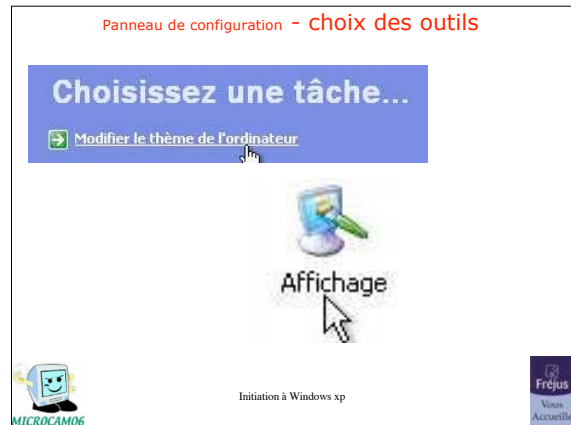 Panneau de configuration - choix des outils
Choisissez une tâche...
Modifier le thème de l'ordinateur
Affichage
Initiation à Windows xp
MICROCAM06
Fréjus
Vous
Accueille